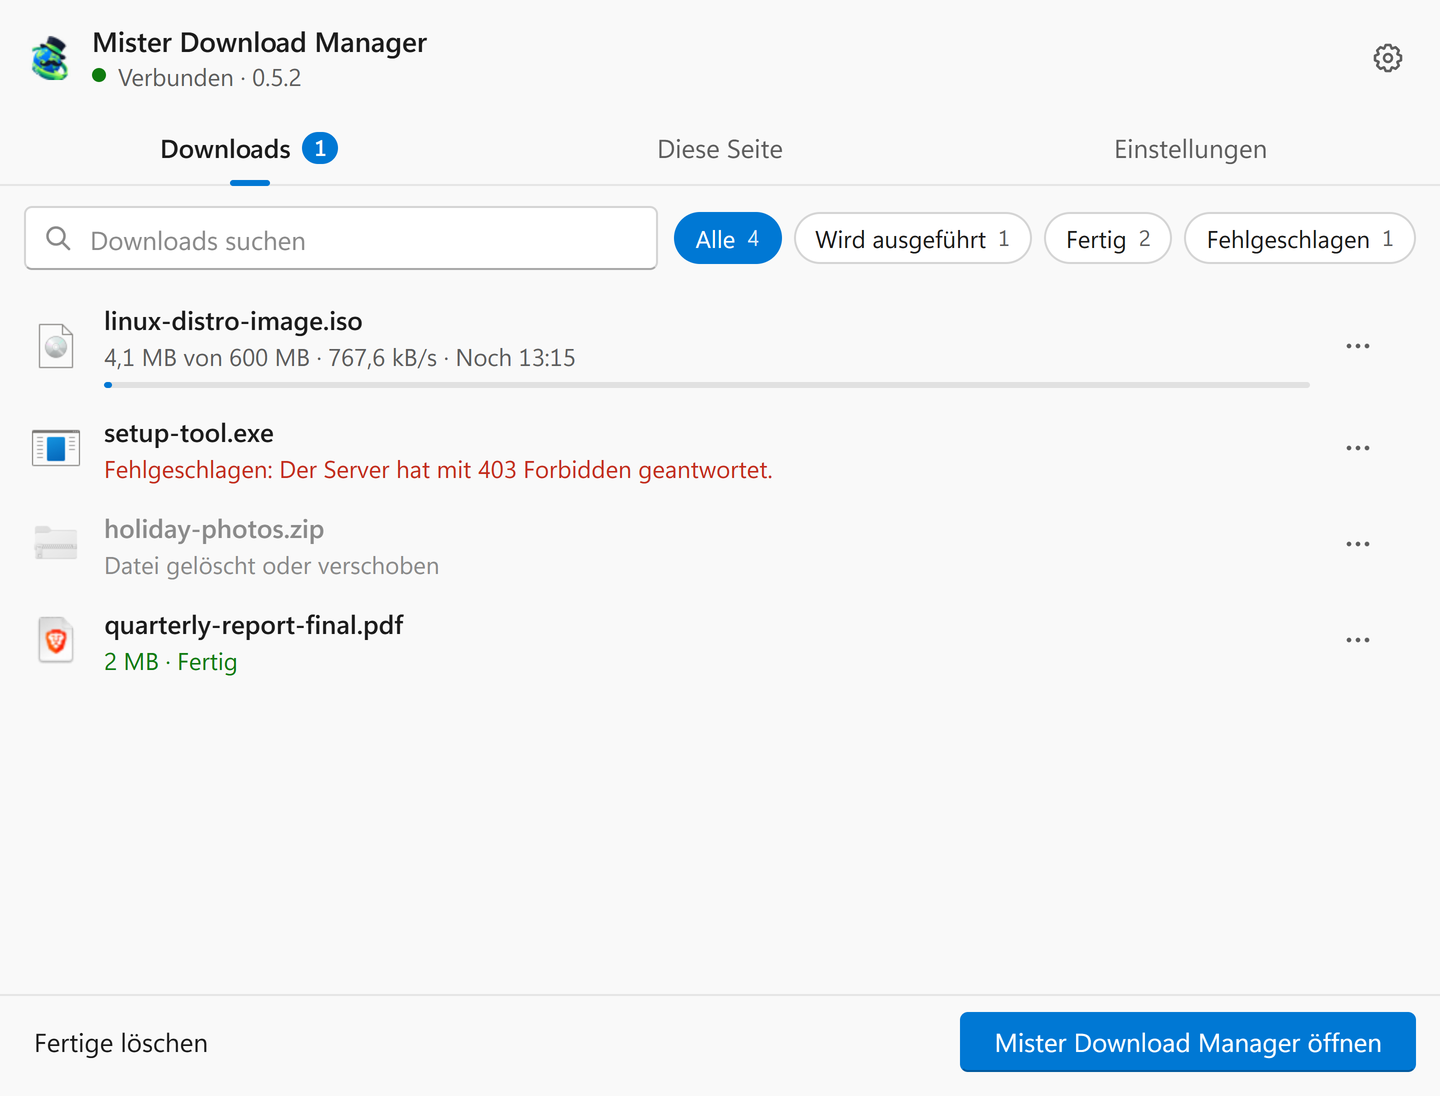 Mister Download Manager
Verbunden · 0.5.2
Downloads 1
Diese Seite
Einstellungen
Downloads suchen
Alle 4
Wird ausgeführt 1
Fertig 2
Fehlgeschlagen 1
linux-distro-image.iso
4,1 MB von 600 MB · 767,6 kB/s · Noch 13:15
setup-tool.exe
Fehlgeschlagen: Der Server hat mit 403 Forbidden geantwortet.
holiday-photos.zip
Datei gelöscht oder verschoben
quarterly-report-final.pdf
2 MB · Fertig
Fertige löschen
Mister Download Manager öffnen